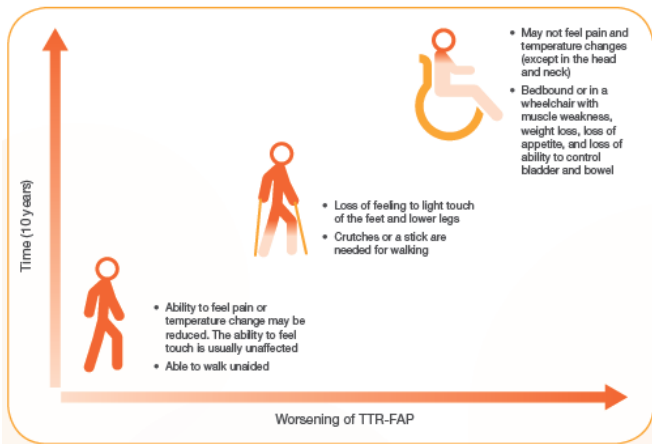 • May not feel pain and
temperature changes
(except in the head
and neck)
• Bedbound or in a
wheelchair with
muscle weakness,
weight loss, loss of
appetite, and loss of
ability to control
bladder and bowel
• Loss of feeling to light touch
of the feet and lower legs
• Crutches or a stick are
needed for walking
• Ability to feel pain or
temperature change may be
reduced. The ability to feel
touch is usually unaffected
• Able to walk unaided
Time (10 years)
Worsening of TTR-FAP